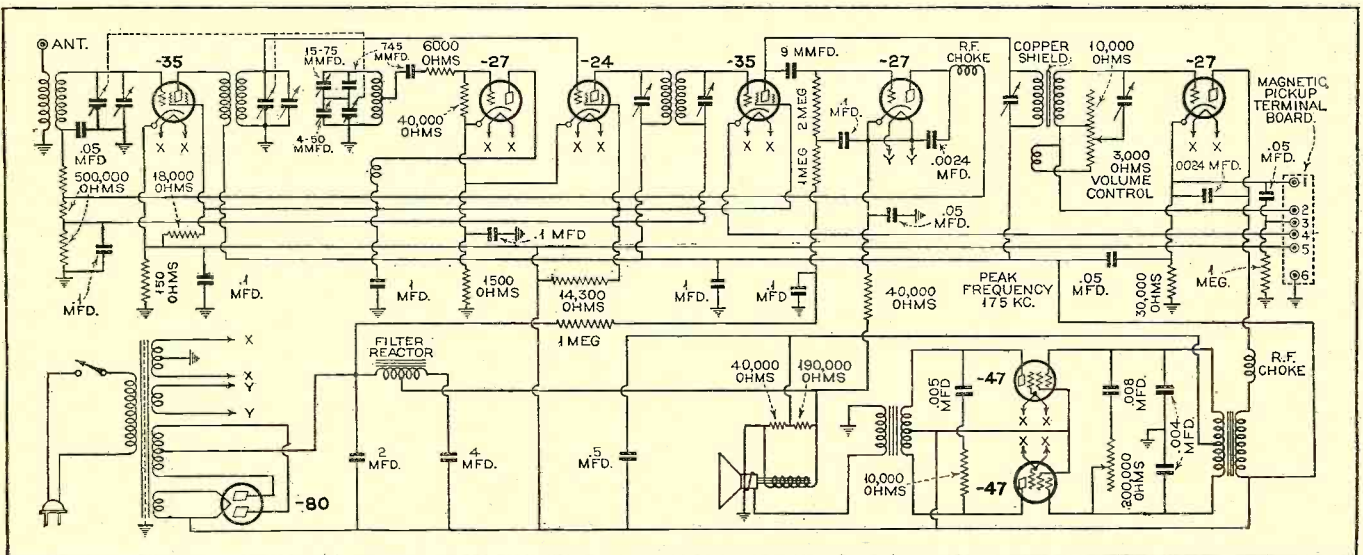 ANT.
-35
15-75
MMFD.
745
MMFD.
6000
OHMS
-27
-24
-35
9 MMFD.
-27
R.F.
CHOKE
COPPER
SHIELD
10,000
OHMS
-27
MAGNETIC
PICKUP
TERMINAL
BOARD.
.05
MFD.
500,000
OHMS
18,000
OHMS
X X
4-50
MMFD.
40,000
OHMS
X X
X X
X X
2 MEG
1 MEG
.1
MFD.
Y Y
.0024
MFD.
3,000
OHMS
VOLUME
CONTROL
X X
.0024 MFD.
.05
MFD.
1
2
3
4
5
6
.1
MFD.
1500
OHMS
.1
MFD.
.1
MFD.
.1 MFD
1500
OHMS
14,300
OHMS
.1
MFD.
.1
MFD.
.05
MFD.
40,000
OHMS
PEAK
FREQUENCY
175 KC.
.05
MFD.
30,000
OHMS
1
MEG.
1 MEG
FILTER
REACTOR
X
X
Y
Y
-80
2
MFD.
4
MFD.
.5
MFD.
40,000
OHMS
190,000
OHMS
.005
MFD
10,000
OHMS
-47
X X
X X
-47
.008
MFD.
.004
MFD.
200,000
OHMS
R.F.
CHOKE